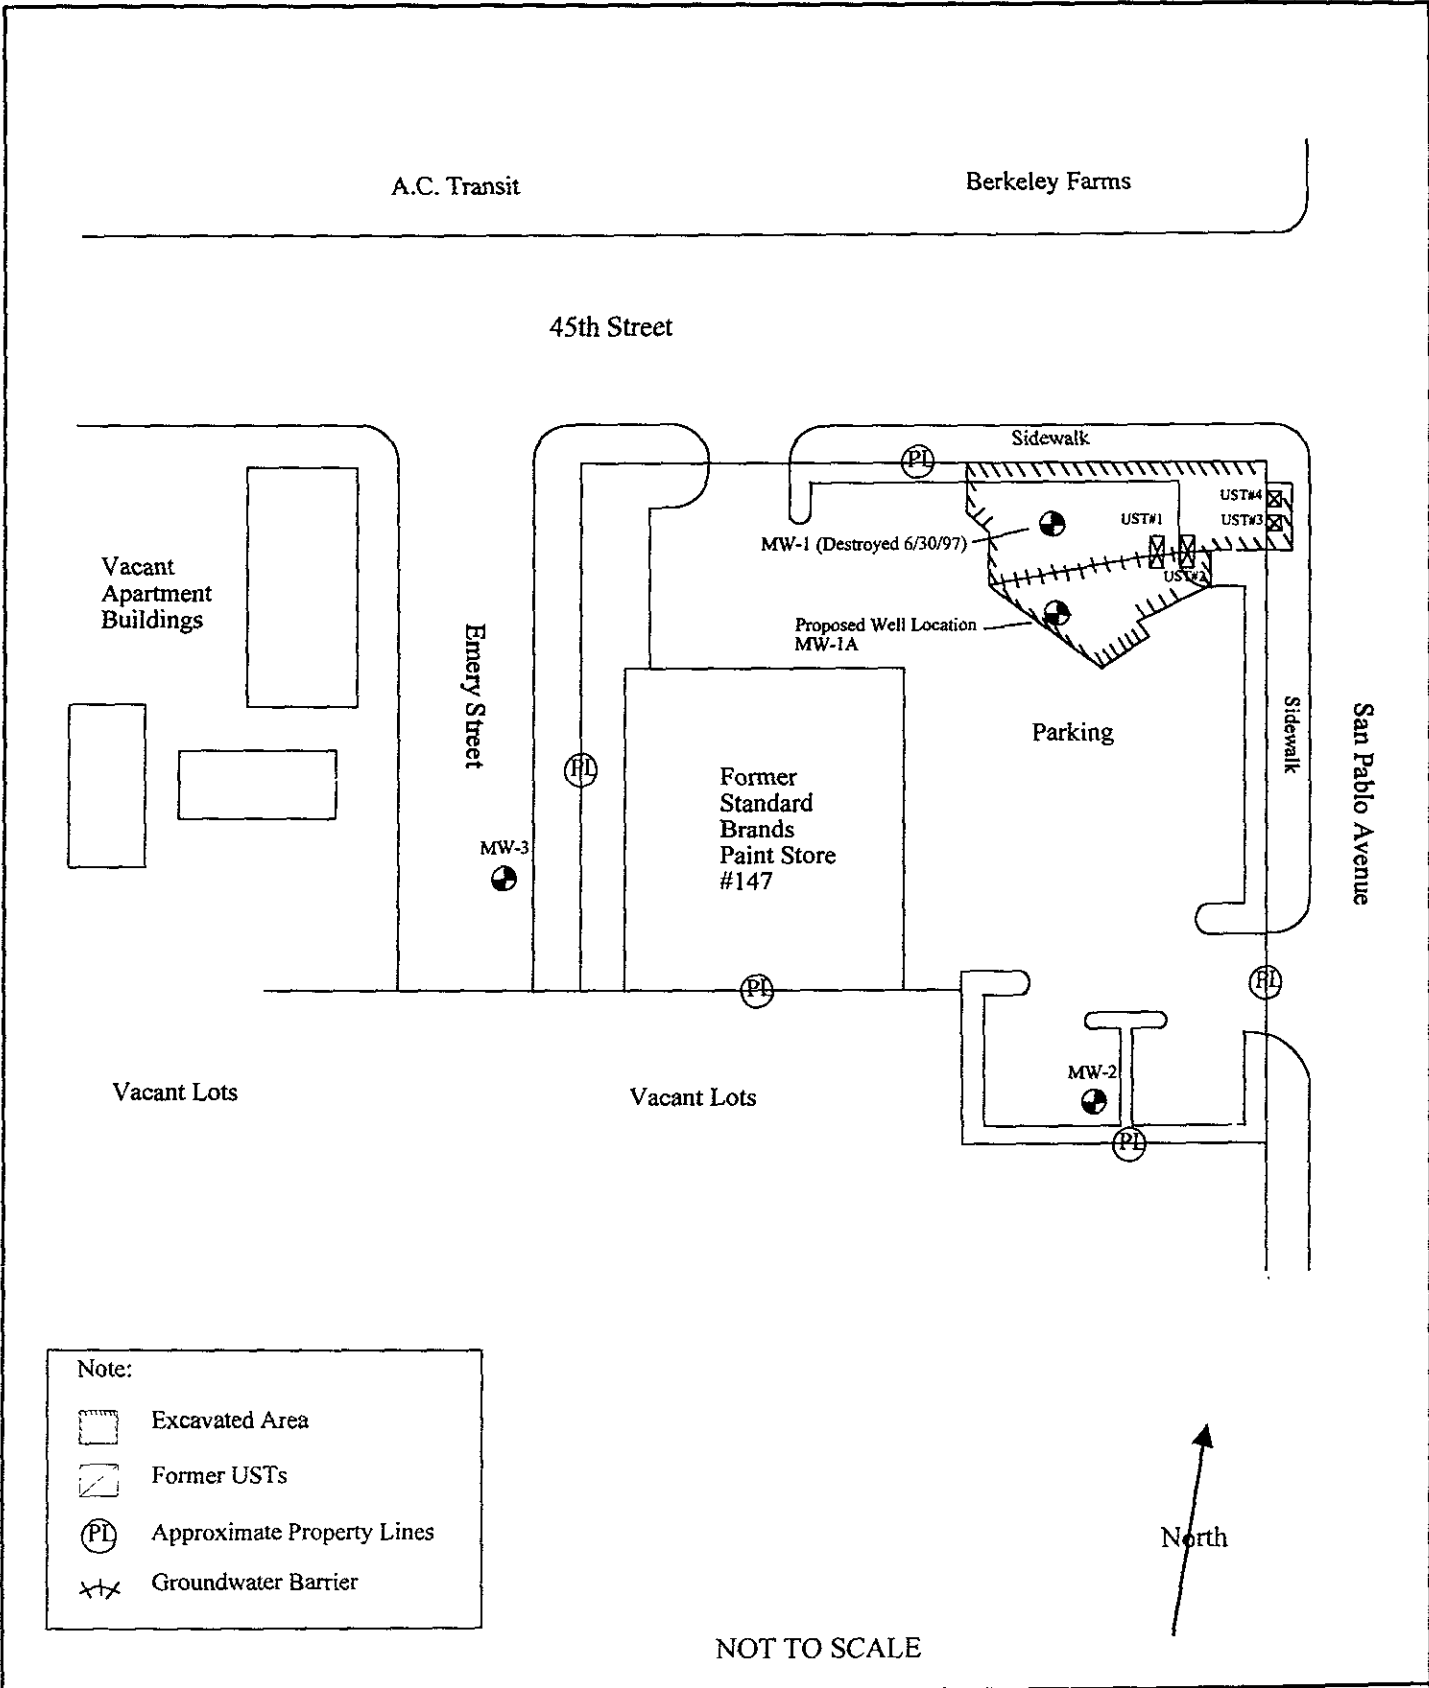 A.C. Transit
Berkeley Farms
45th Street
Sidewalk
PL
UST#4
UST#1
UST#3
MW-1 (Destroyed 6/30/97)
UST#2
Vacant
Apartment
Buildings
Proposed Well Location
MW-1A
Emery Street
Sidewalk
San Pablo Avenue
Parking
PL
Former
Standard
Brands
Paint Store
#147
MW-3
PL
PL
MW-2
Vacant Lots
Vacant Lots
PL
Note:
Excavated Area
Former USTs
PL
Approximate Property Lines
Groundwater Barrier
North
NOT TO SCALE